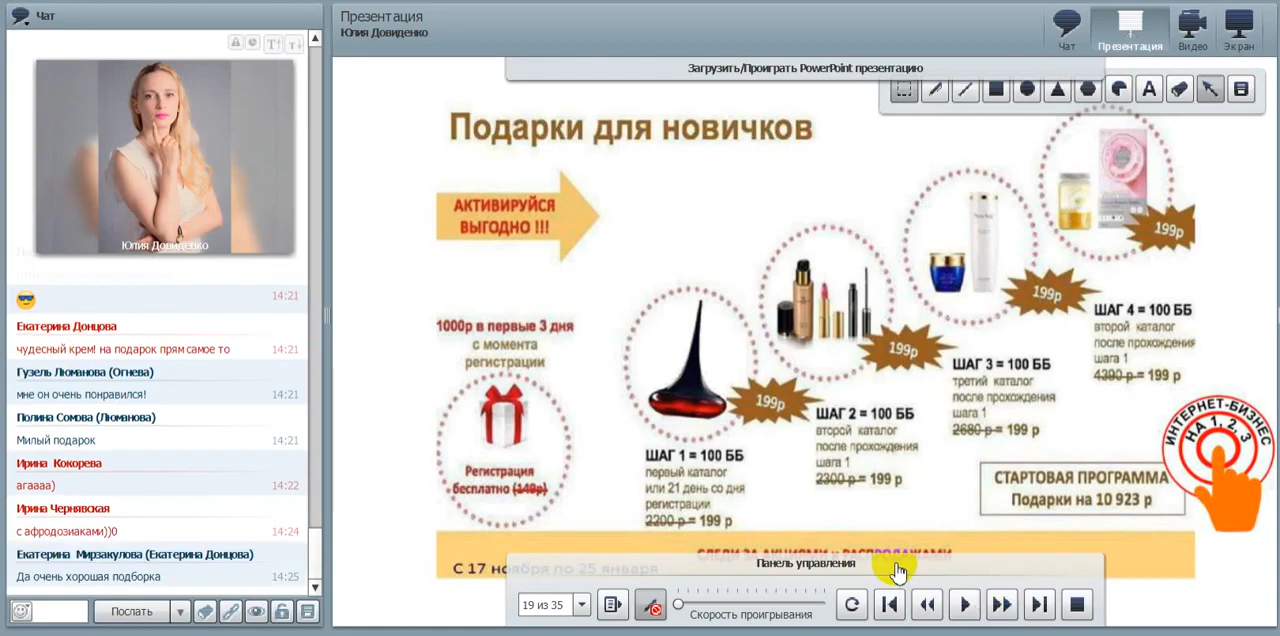 Чат
Юлия Довиденко
14:21
Екатерина Донцова
чудесный крем! на подарок прям самое то 14:21
Гузель Люманова (Огнева)
мне он очень понравился! 14:21
Полина Сомова (Люманова)
Милый подарок 14:21
Ирина Кокорева
агаааа) 14:22
Ирина Чернявская
с афродозиаками))0 14:24
Екатерина Мирзакулова (Екатерина Донцова)
Да очень хорошая подборка 14:25
Послать
Презентация
Юлия Довиденко
Чат Презентация Видео Экран
Загрузить/Проиграть PowerPoint презентацию
Подарки для новичков
АКТИВИРУЙСЯ
ВЫГОДНО !!!
1000р в первые 3 дня
с момента
регистрации
Регистрация
бесплатно (149р)
199р
ШАГ 1 = 100 ББ
первый каталог
или 21 день со дня
регистрации
2200 р = 199 р
199р
ШАГ 2 = 100 ББ
второй каталог
после прохождения
шага 1
2300 р = 199 р
199р
ШАГ 3 = 100 ББ
третий каталог
после прохождения
шага 1
2680 р = 199 р
199р
ШАГ 4 = 100 ББ
второй каталог
после прохождения
шага 1
4390 р = 199 р
ИНТЕРНЕТ-БИЗНЕС
НА 1, 2, 3
СТАРТОВАЯ ПРОГРАММА
Подарки на 10 923 р
СЛЕДИ ЗА АКЦИЯМИ и РАСПРОДАЖАМИ
С 17 ноября по 25 января
Панель управления
19 из 35
Скорость проигрывания